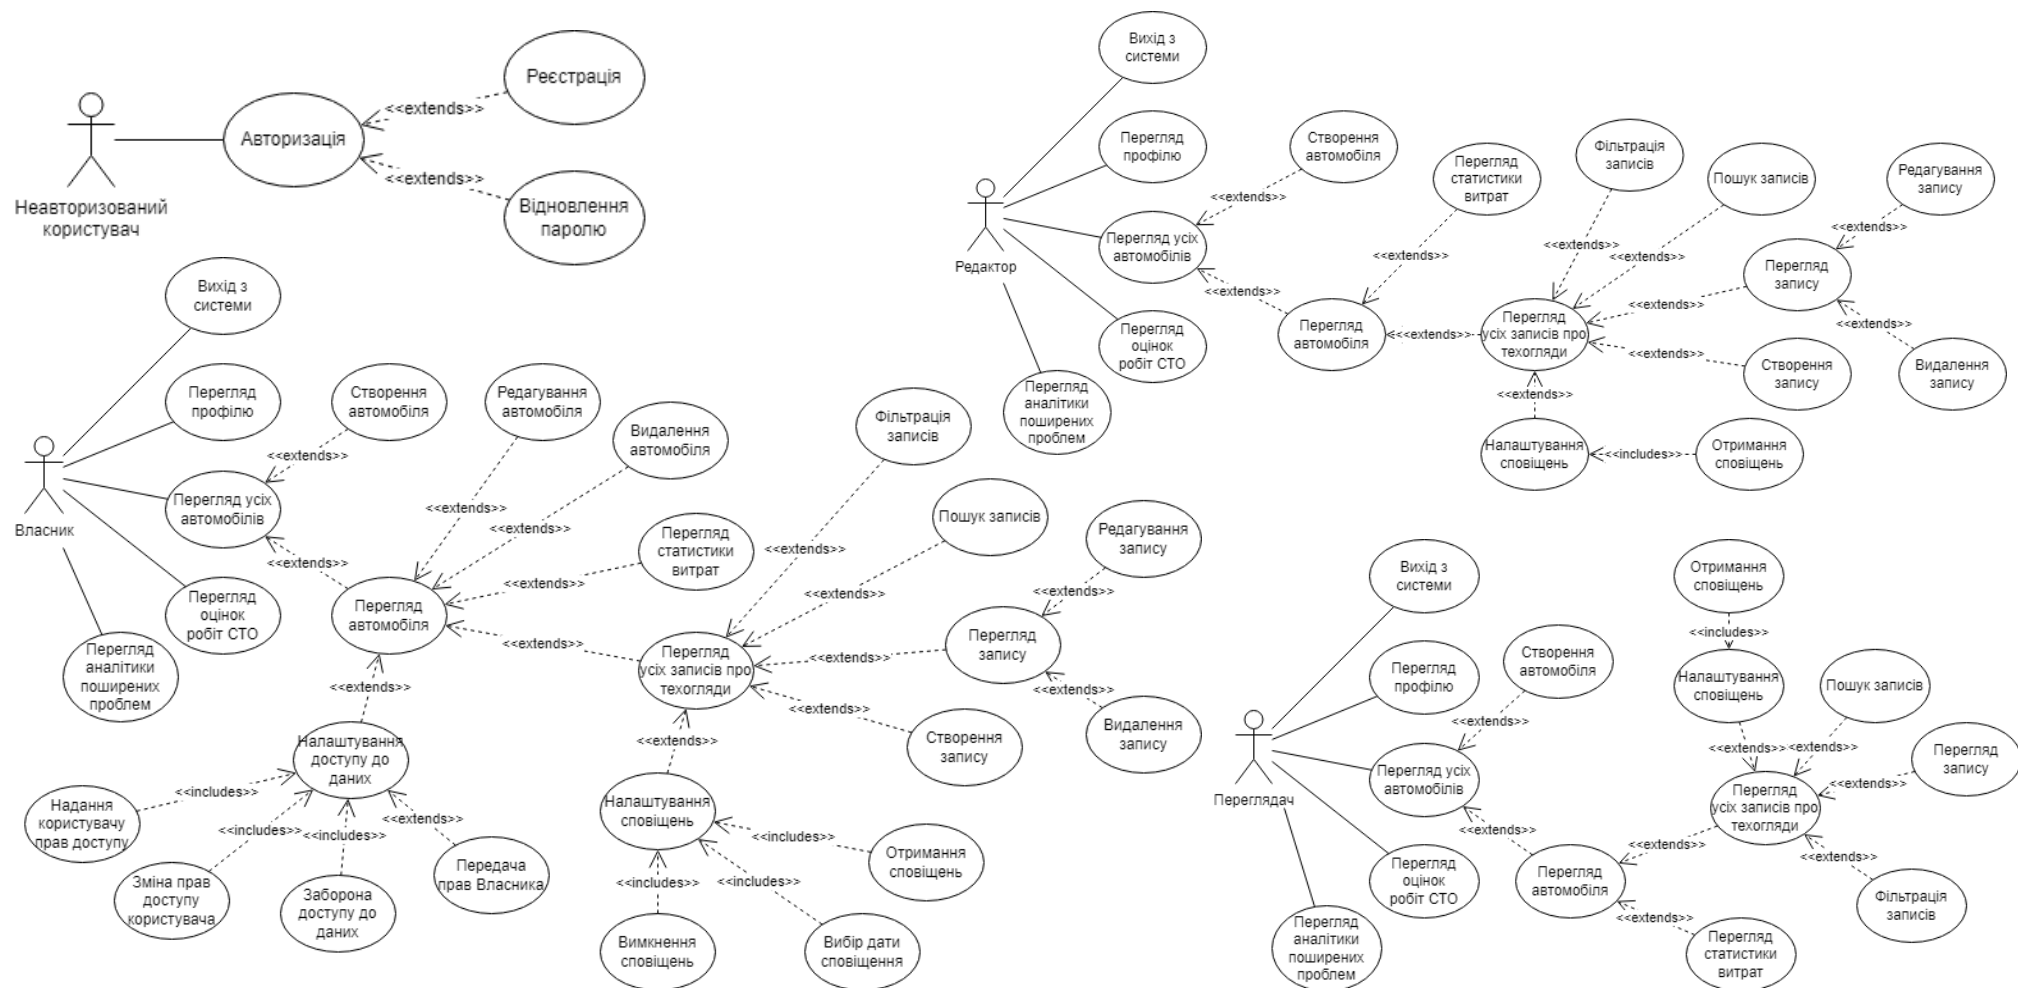 Реєстрація
<<extends>>
Авторизація
<<extends>>
Відновлення
паролю
Неавторизований
користувач
Вихід з
системи
Перегляд
профілю
Створення
автомобіля
<<extends>>
Перегляд усіх
автомобілів
<<extends>>
Власник
Перегляд
оцінок
робіт СТО
Перегляд
аналітики
поширених
проблем
Редагування
автомобіля
<<extends>>
Видалення
автомобіля
<<extends>>
Перегляд
статистики
витрат
<<extends>>
Перегляд
автомобіля
<<extends>>
<<extends>>
Налаштування
доступу до
даних
<<includes>>
Надання
користувачу
прав доступу
<<includes>>
Зміна прав
доступу
користувача
<<includes>>
Заборона
доступу до
даних
<<extends>>
Передача
прав Власника
Фільтрація
записів
<<extends>>
Пошук записів
<<extends>>
Редагування
запису
<<extends>>
Перегляд
запису
<<extends>>
<<extends>>
Видалення
запису
Перегляд
усіх записів про
техогляди
<<extends>>
Створення
запису
<<extends>>
Налаштування
сповіщень
<<includes>>
Отримання
сповіщень
<<includes>>
<<includes>>
Вимкнення
сповіщень
Вибір дати
сповіщення
Вихід з
системи
Перегляд
профілю
Створення
автомобіля
<<extends>>
Перегляд усіх
автомобілів
<<extends>>
Редактор
Перегляд
оцінок
робіт СТО
Перегляд
аналітики
поширених
проблем
Перегляд
статистики
витрат
<<extends>>
Перегляд
автомобіля
<<extends>>
Фільтрація
записів
<<extends>>
Пошук записів
<<extends>>
Редагування
запису
<<extends>>
Перегляд
запису
<<extends>>
<<extends>>
Видалення
запису
Перегляд
усіх записів про
техогляди
<<extends>>
Створення
запису
<<extends>>
Налаштування
сповіщень
<<includes>>
Отримання
сповіщень
Вихід з
системи
Перегляд
профілю
Створення
автомобіля
<<extends>>
Перегляд усіх
автомобілів
<<extends>>
Переглядач
Перегляд
оцінок
робіт СТО
Перегляд
аналітики
поширених
проблем
Отримання
сповіщень
<<includes>>
Налаштування
сповіщень
Пошук записів
<<extends>>
<<extends>>
Перегляд
запису
<<extends>>
Перегляд
усіх записів про
техогляди
<<extends>>
<<extends>>
Перегляд
автомобіля
Фільтрація
записів
<<extends>>
Перегляд
статистики
витрат